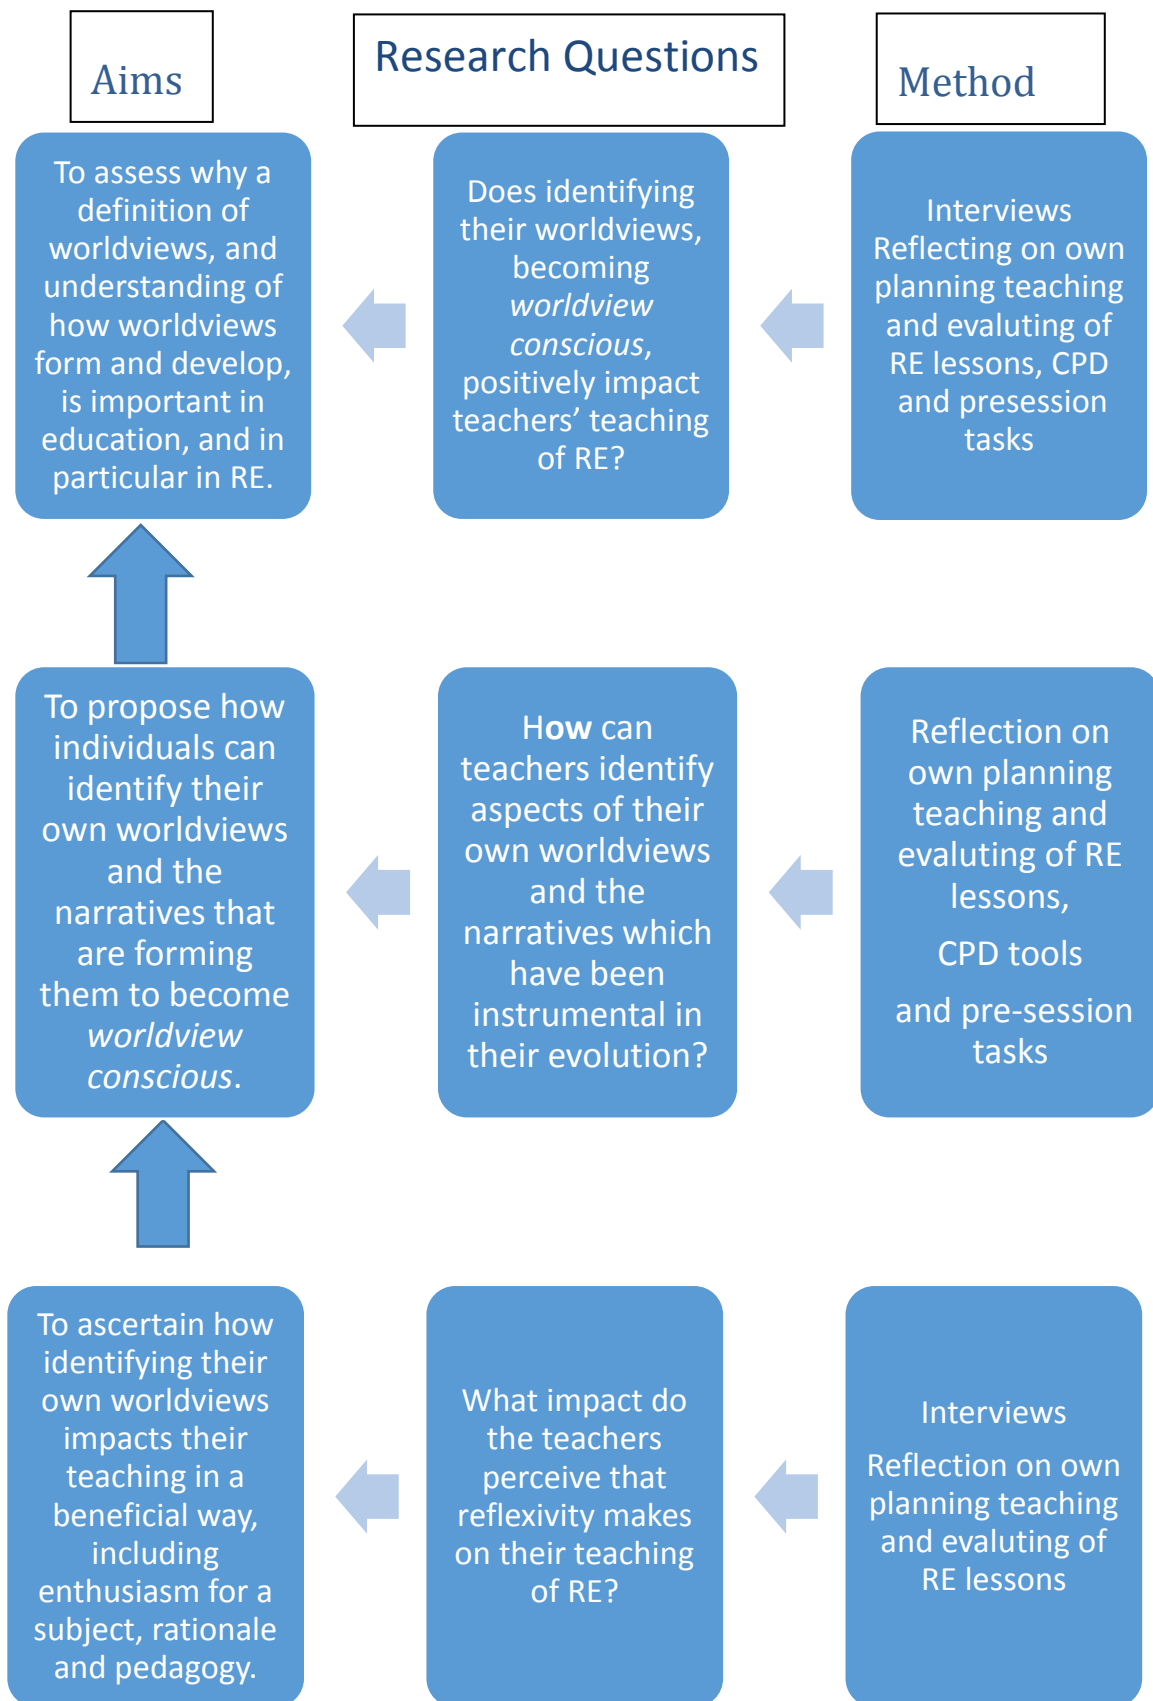 Aims
Research Questions
Method
To assess why a
definition of
worldviews, and
understanding of
how worldviews
form and develop,
is important in
education, and in
particular in RE.
Does identifying
their worldviews,
becoming
worldview
conscious,
positively impact
teachers’ teaching
of RE?
Interviews
Reflecting on own
planning teaching
and evaluting of
RE lessons, CPD
and presession
tasks
To propose how
individuals can
identify their
own worldviews
and the
narratives that
are forming
them to become
worldview
conscious.
How can
teachers identify
aspects of their
own worldviews
and the
narratives which
have been
instrumental in
their evolution?
Reflection on
own planning
teaching and
evaluting of RE
lessons,
CPD tools
and pre-session
tasks
To ascertain how
identifying their
own worldviews
impacts their
teaching in a
beneficial way,
including
enthusiasm for a
subject, rationale
and pedagogy.
What impact do
the teachers
perceive that
reflexivity makes
on their teaching
of RE?
Interviews
Reflection on own
planning teaching
and evaluting of
RE lessons